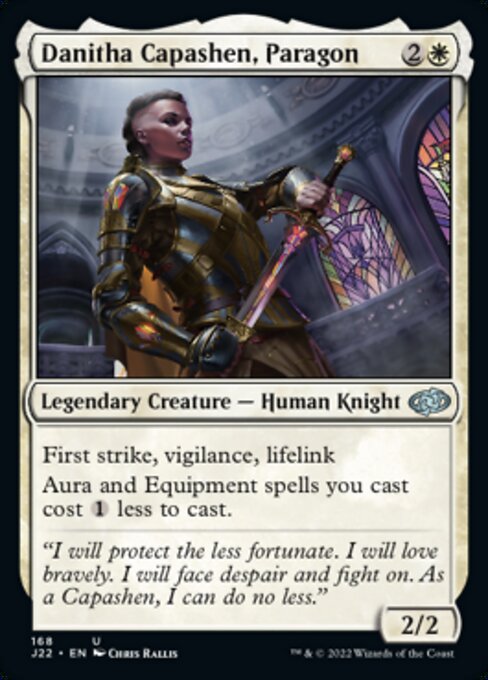 Danitha Capashen, Paragon 2
Legendary Creature — Human Knight
First strike, vigilance, lifelink
Aura and Equipment spells you cast
cost 1 less to cast.
“I will protect the less fortunate. I will love
bravely. I will face despair and fight on. As
a Capashen, I can do no less.”
2/2
168 U
J22 • EN Chris Rallis
™ & © 2022 Wizards of the Coast